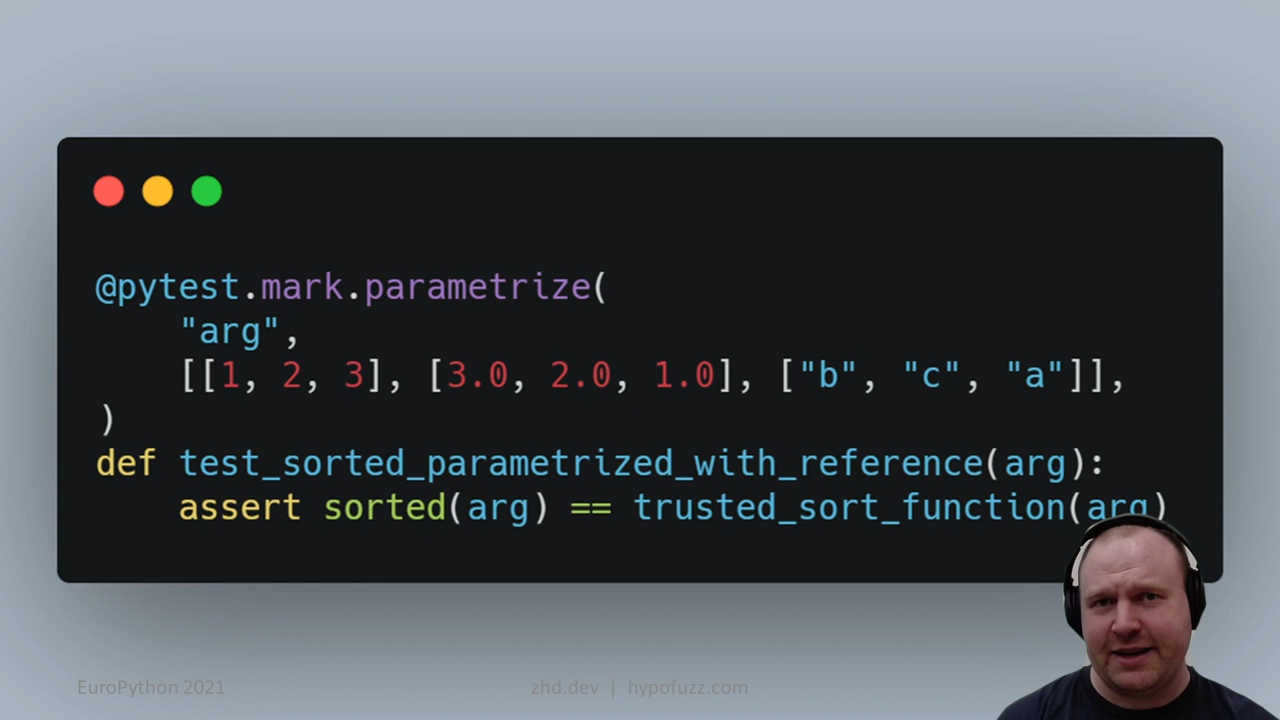 @pytest.mark.parametrize(
    "arg",
    [[1, 2, 3], [3.0, 2.0, 1.0], ["b", "c", "a"]],
)
def test_sorted_parametrized_with_reference(arg):
    assert sorted(arg) == trusted_sort_function(arg)
EuroPython 2021
zhd.dev | hypofuzz.com